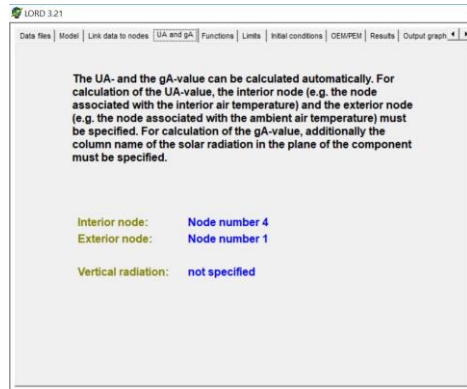 LORD 3.21
Data files Model Link data to nodes UA and gA Functions Limits Initial conditions OEM/PEM Results Output graph
The UA- and the gA-value can be calculated automatically. For
calculation of the UA-value, the interior node (e.g. the node
associated with the interior air temperature) and the exterior node
(e.g. the node associated with the ambient air temperature) must
be specified. For calculation of the gA-value, additionally the
column name of the solar radiation in the plane of the component
must be specified.
Interior node: Node number 4
Exterior node: Node number 1
Vertical radiation: not specified